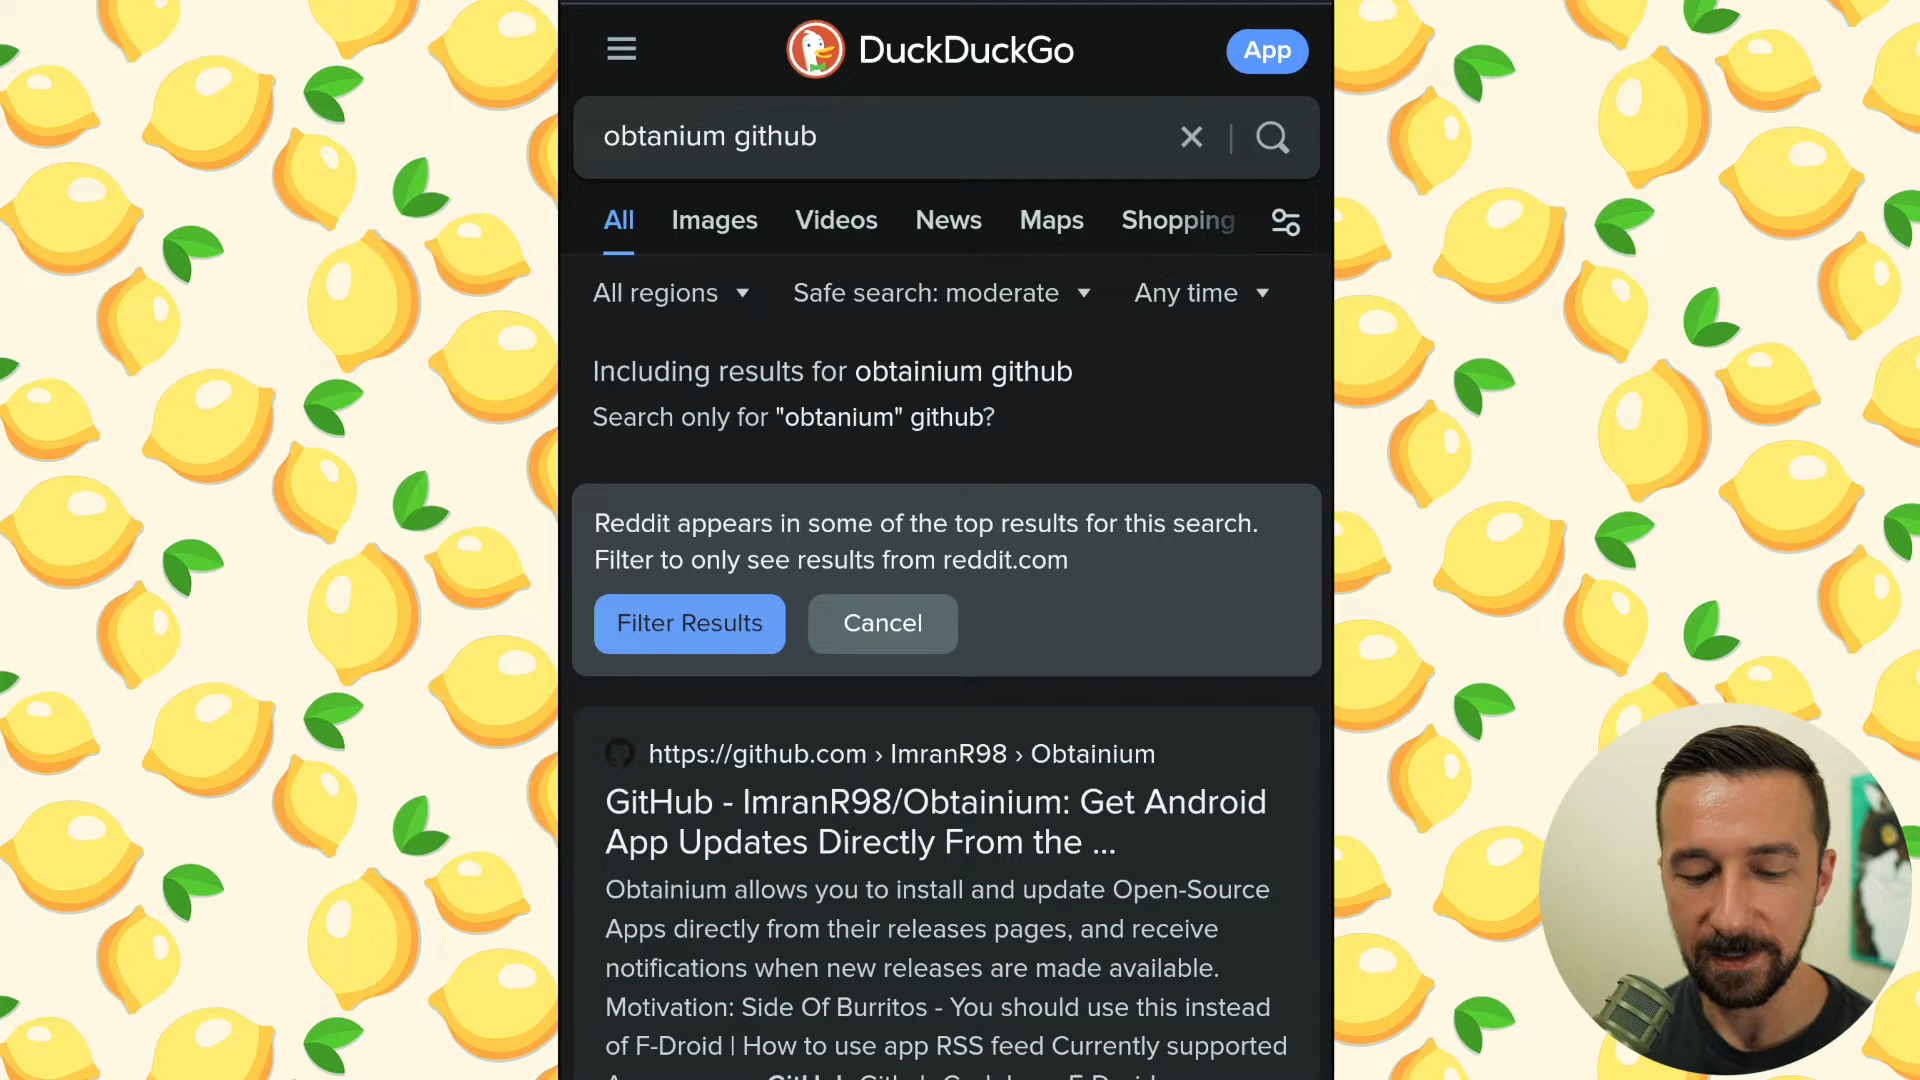 DuckDuckGo
App
obtanium github
All Images Videos News Maps Shopping
All regions Safe search: moderate Any time
Including results for obtainium github
Search only for "obtanium" github?
Reddit appears in some of the top results for this search.
Filter to only see results from reddit.com
Filter Results Cancel
https://github.com › ImranR98 › Obtainium
GitHub - ImranR98/Obtainium: Get Android
App Updates Directly From the ...
Obtainium allows you to install and update Open-Source
Apps directly from their releases pages, and receive
notifications when new releases are made available.
Motivation: Side Of Burritos - You should use this instead
of F-Droid | How to use app RSS feed Currently supported